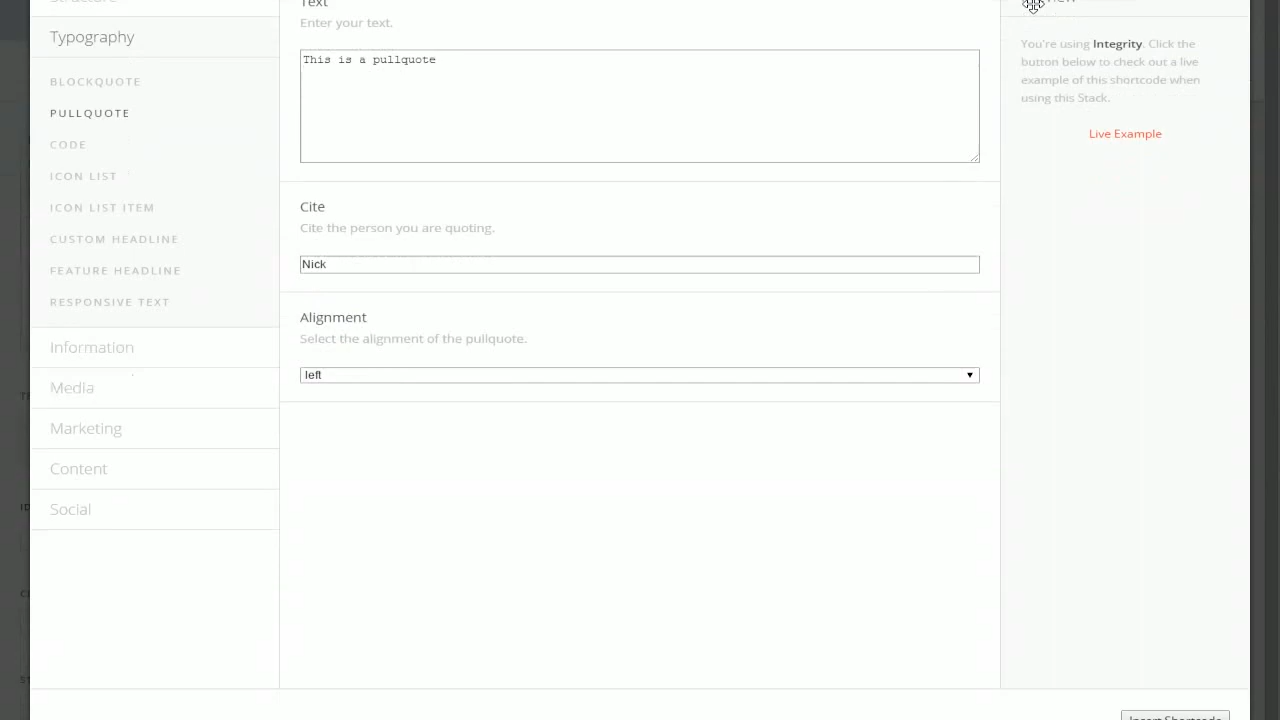 Structure
Typography
BLOCKQUOTE
PULLQUOTE
CODE
ICON LIST
ICON LIST ITEM
CUSTOM HEADLINE
FEATURE HEADLINE
RESPONSIVE TEXT
Information
Media
Marketing
Content
Social
Text
Enter your text.
This is a pullquote
Cite
Cite the person you are quoting.
Nick
Alignment
Select the alignment of the pullquote.
left
You're using Integrity. Click the
button below to check out a live
example of this shortcode when
using this Stack.
Live Example
Insert Shortcode